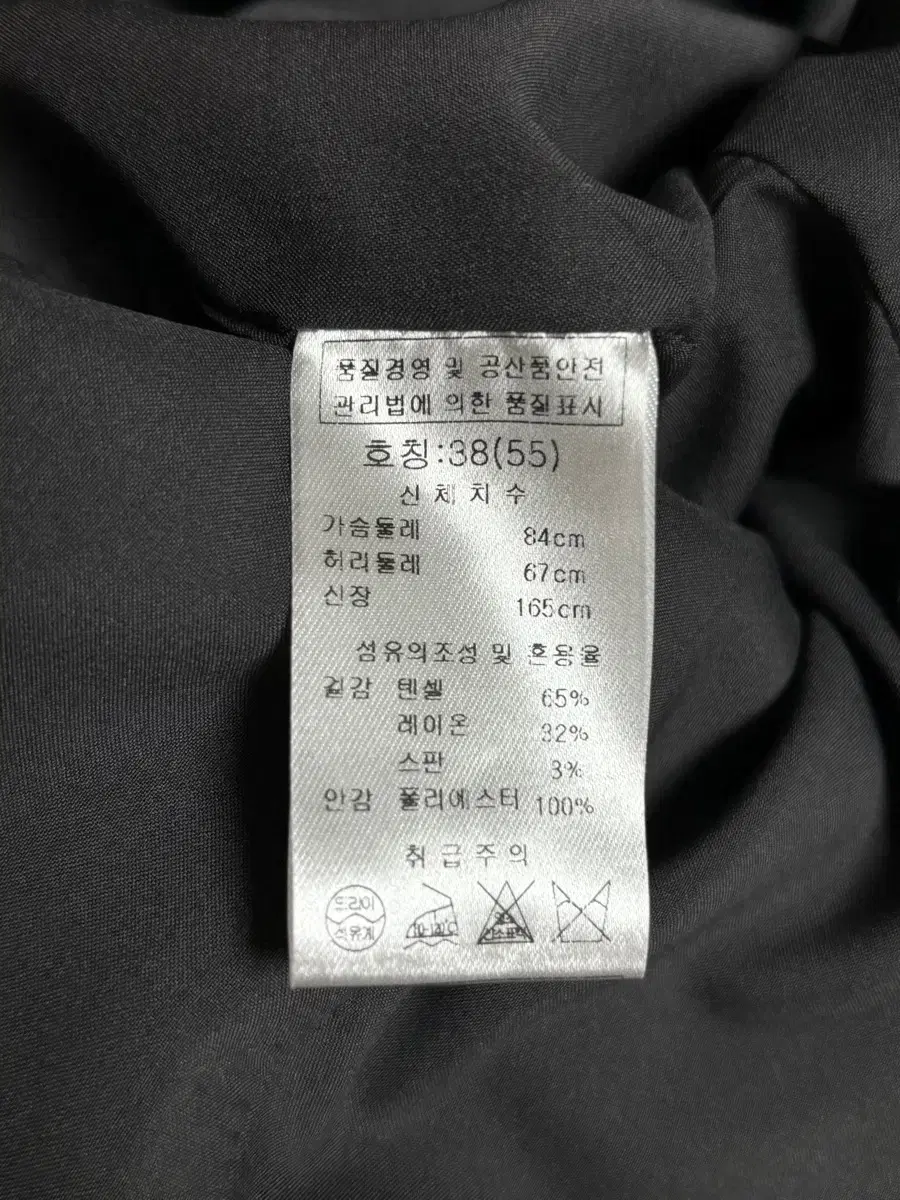 품질경영 및 공산품안전
관리법에 의한 품질표시
호칭:38(55)
신체치수
가슴둘레 84cm
허리둘레 67cm
신장 165cm
섬유의조성 및 혼용율
겉감 텐셀 65%
레이온 32%
스판 3%
안감 폴리에스터 100%
취급주의
드라이
석유계